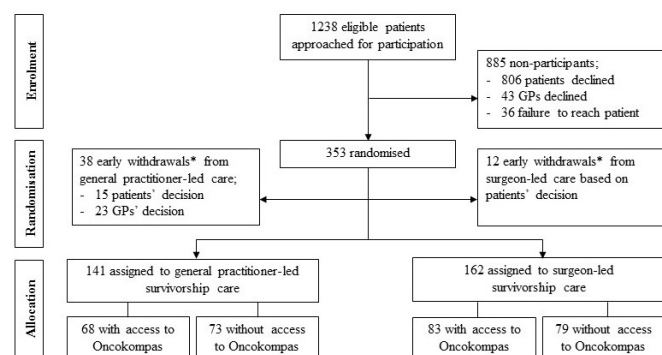 Enrolment
1238 eligible patients
approached for participation
885 non-participants;
- 806 patients declined
- 43 GPs declined
- 36 failure to reach patient
Randomisation
353 randomised
38 early withdrawals* from
general practitioner-led care;
- 15 patients' decision
- 23 GPs' decision
12 early withdrawals* from
surgeon-led care based on
patients' decision
Allocation
141 assigned to general practitioner-led
survivorship care
162 assigned to surgeon-led
survivorship care
68 with access to
Oncokompas
73 without access
to Oncokompas
83 with access to
Oncokompas
79 without access
to Oncokompas